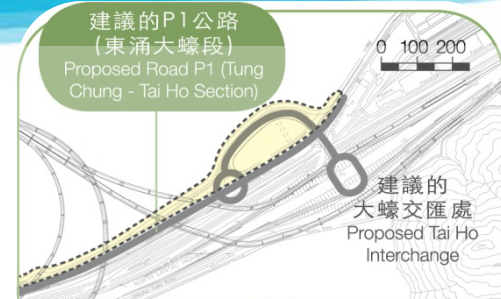 建議的P1公路
(東涌大蠔段)
Proposed Road P1 (Tung
Chung - Tai Ho Section)
0 100 200
建議的
大蠔交匯處
Proposed Tai Ho
Interchange